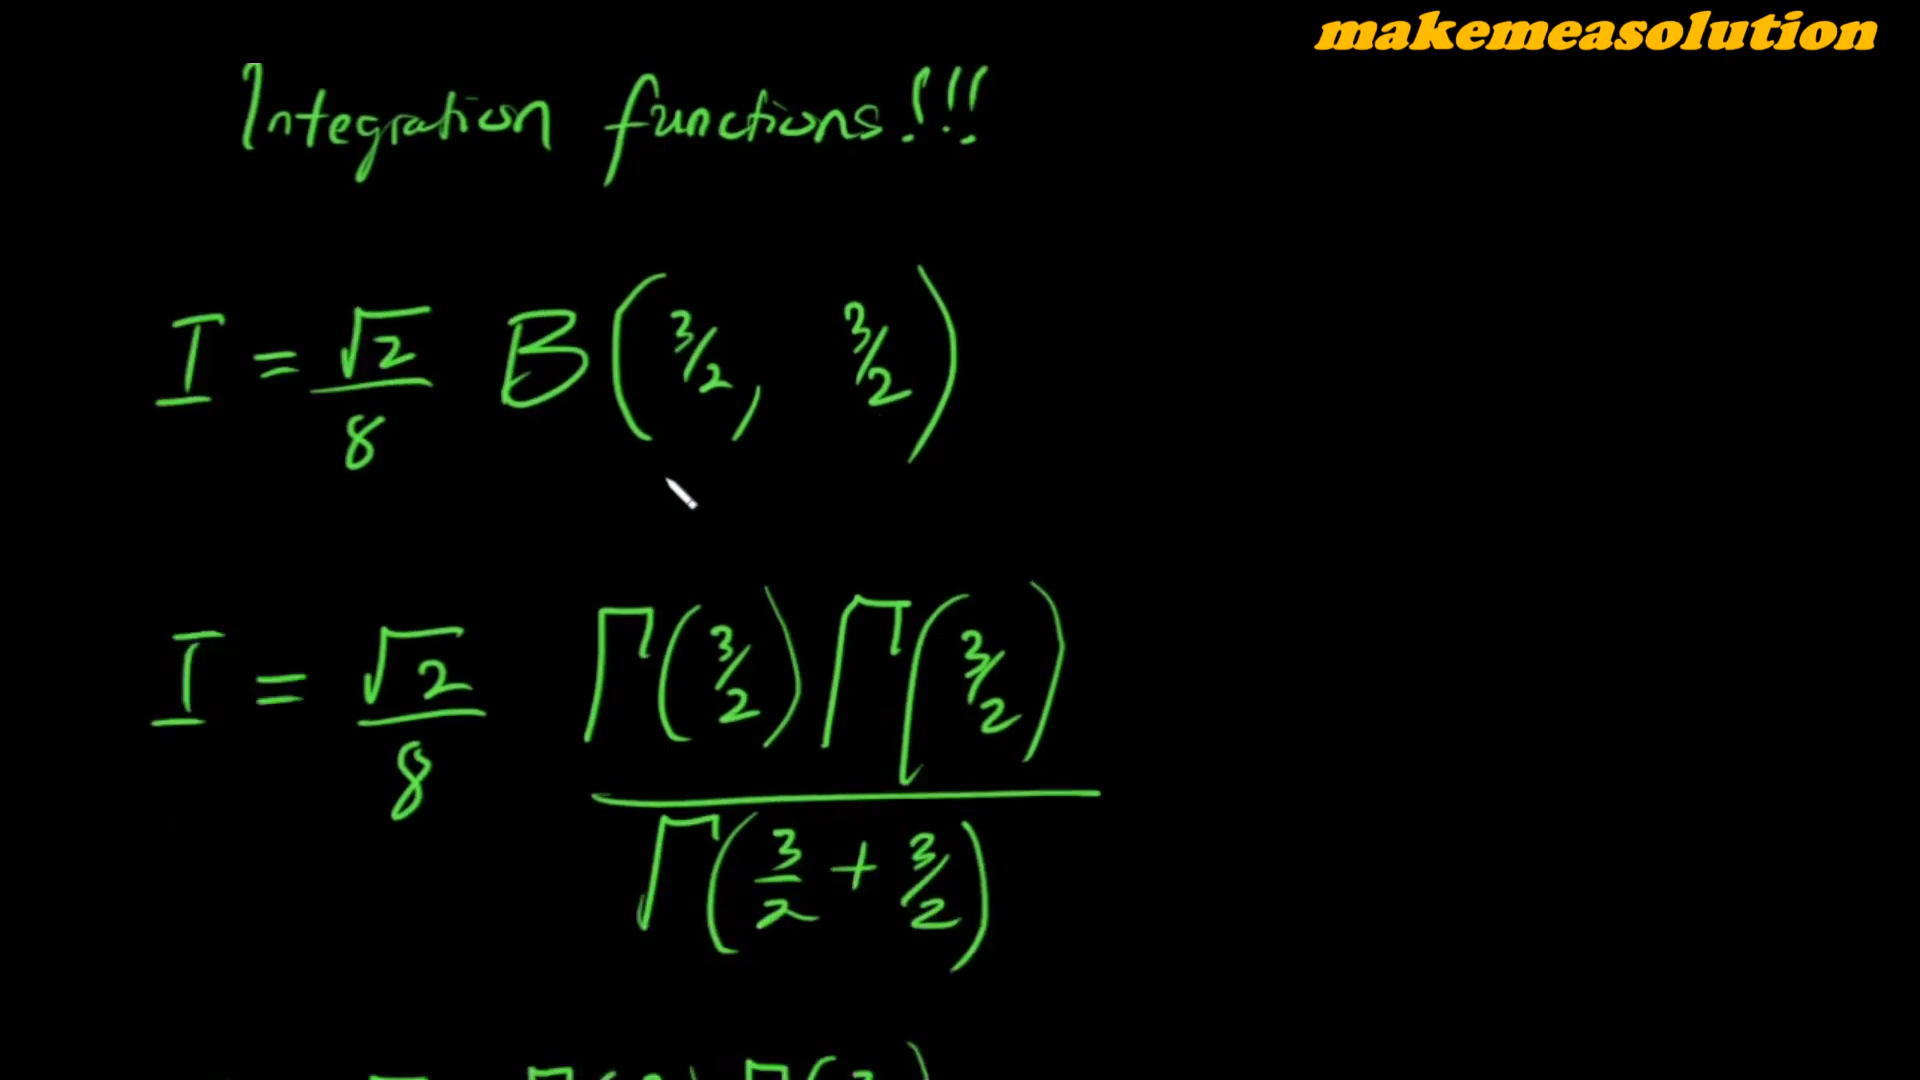 makemeasolution
Integration functions!!!
I = √2/8 B(3/2, 3/2)
I = √2/8 Γ(3/2)Γ(3/2)
Γ(3/2 + 3/2)